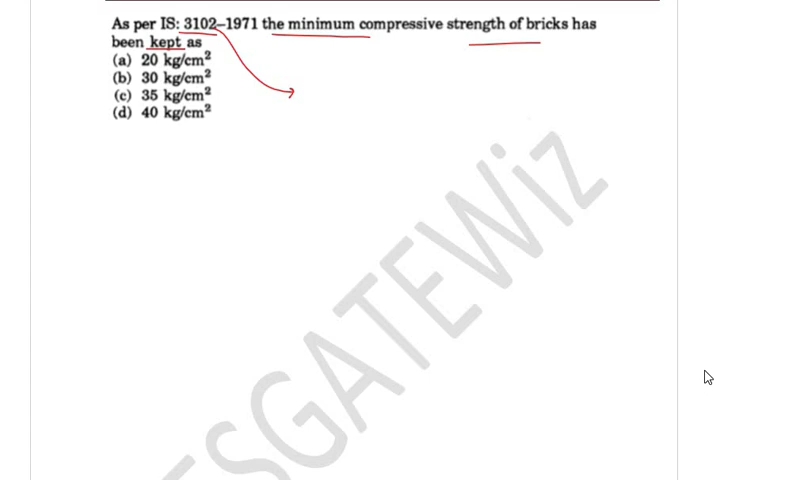 As per IS: 3102–1971 the minimum compressive strength of bricks has
been kept as
(a) 20 kg/cm²
(b) 30 kg/cm²
(c) 35 kg/cm²
(d) 40 kg/cm²
ESGATEWiz